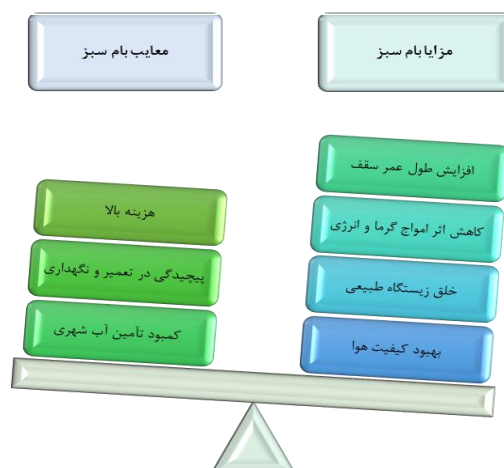 مزایا بام سبز
معایب بام سبز
افزایش طول عمر سقف
کاهش اثر امواج گرما و انرژی
خلق زیستگاه طبیعی
بهبود کیفیت هوا
هزینه بالا
پیچیدگی در تعمیر و نگهداری
کمبود تأمین آب شهری